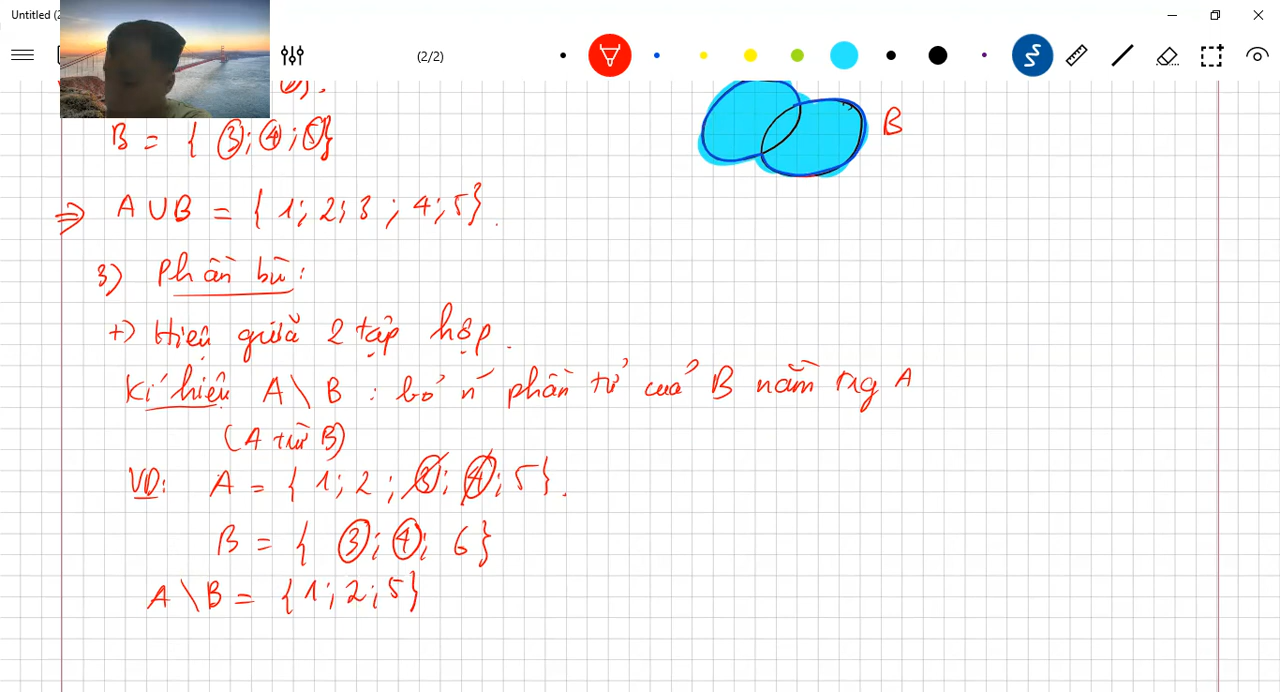 Untitled (2
(2/2)
B = { 3; 4; 5}
B
⇒ A ∪ B = { 1; 2; 3; 4; 5}.
3) Phần bù:
+) Hiệu giữa 2 tập hợp.
Kí hiệu A \ B : bỏ n' phần tử của B nằm trg A
(A trừ B)
VD: A = { 1; 2; 3; 4; 5}.
B = { 3; 4; 6}
A \ B = {1; 2; 5}